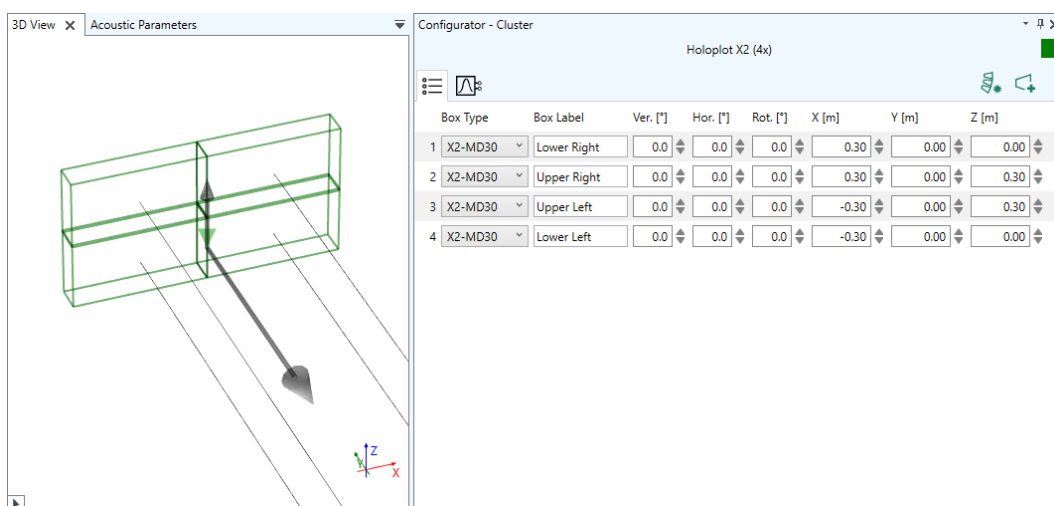 3D View Acoustic Parameters
Configurator - Cluster
Holoplot X2 (4x)
Box Type Box Label Ver. [°] Hor. [°] Rot. [°] X [m] Y [m] Z [m]
1 X2-MD30 Lower Right 0.0 0.0 0.0 0.30 0.00 0.00
2 X2-MD30 Upper Right 0.0 0.0 0.0 0.30 0.00 0.30
3 X2-MD30 Upper Left 0.0 0.0 0.0 -0.30 0.00 0.30
4 X2-MD30 Lower Left 0.0 0.0 0.0 -0.30 0.00 0.00
Z
Y
X